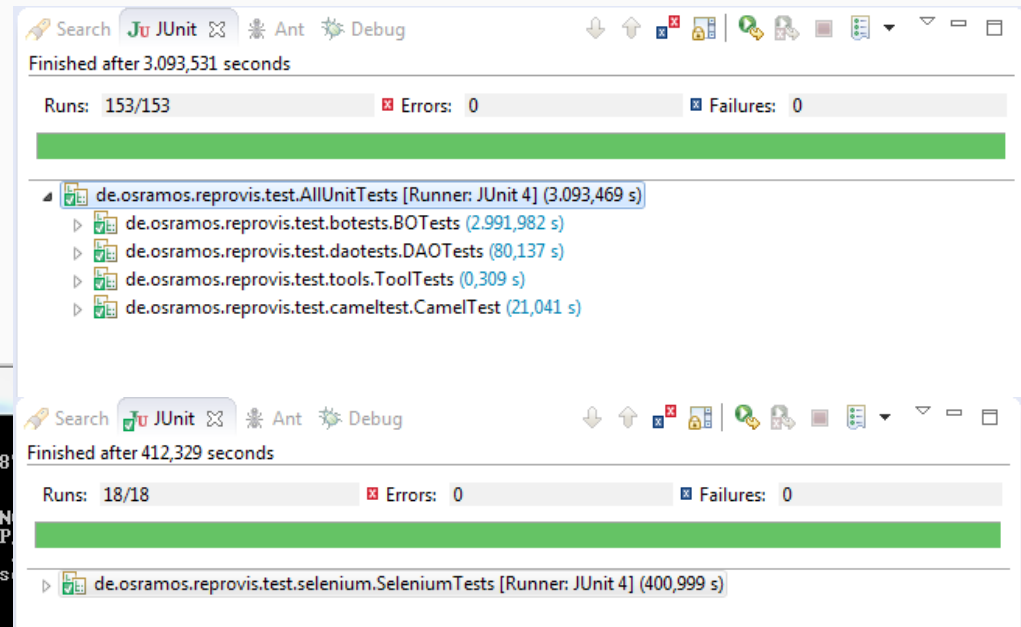 Search JUnit Ant Debug
Finished after 3.093,531 seconds
Runs: 153/153 Errors: 0 Failures: 0
de.osramos.reprovis.test.AllUnitTests [Runner: JUnit 4] (3.093,469 s)
de.osramos.reprovis.test.botests.BOTests (2.991,982 s)
de.osramos.reprovis.test.daotests.DAOTests (80,137 s)
de.osramos.reprovis.test.tools.ToolTests (0,309 s)
de.osramos.reprovis.test.cameltest.CamelTest (21,041 s)
Search JUnit Ant Debug
Finished after 412,329 seconds
Runs: 18/18 Errors: 0 Failures: 0
de.osramos.reprovis.test.selenium.SeleniumTests [Runner: JUnit 4] (400,999 s)